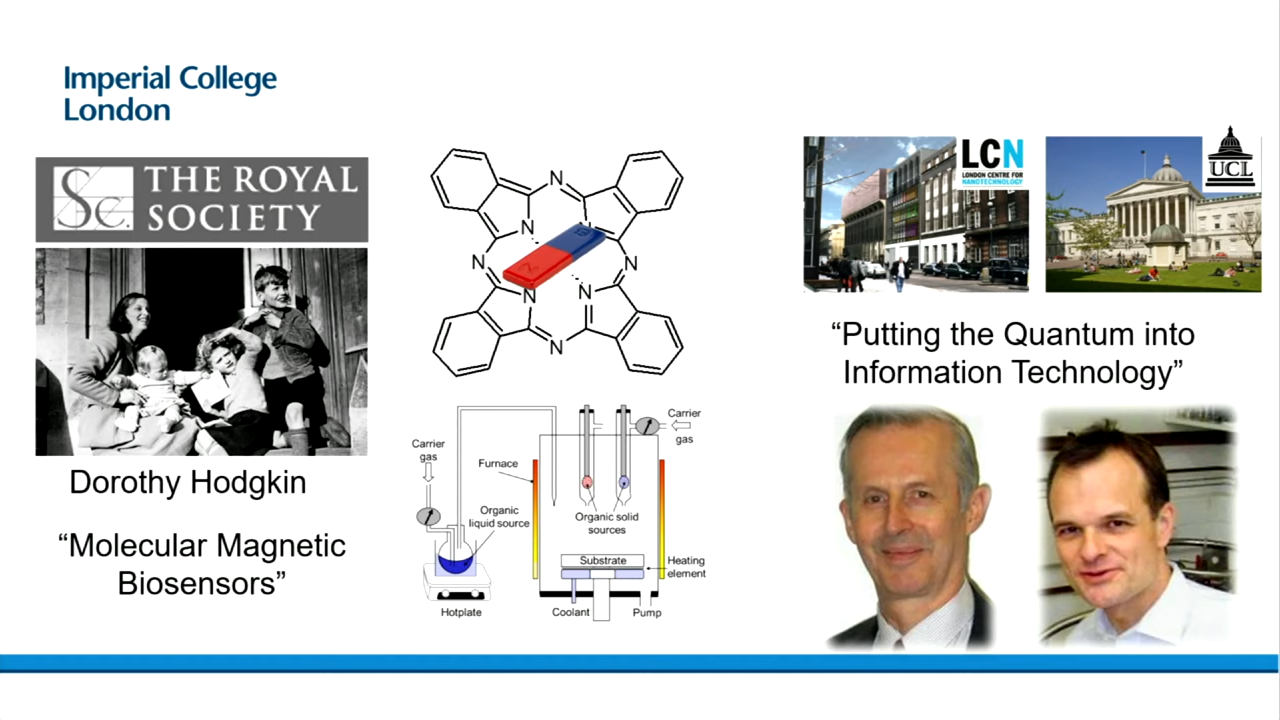 Imperial College
London
Sc.
THE ROYAL
SOCIETY
Dorothy Hodgkin
“Molecular Magnetic
Biosensors”
N
N
N
N
N
N
N
N
Carrier
gas
Carrier
gas
Furnace
Organic
liquid source
Organic solid
sources
Substrate
Heating
element
Hotplate
Coolant
Pump
LCN
LONDON CENTRE FOR
NANOTECHNOLOGY
UCL
“Putting the Quantum into
Information Technology”